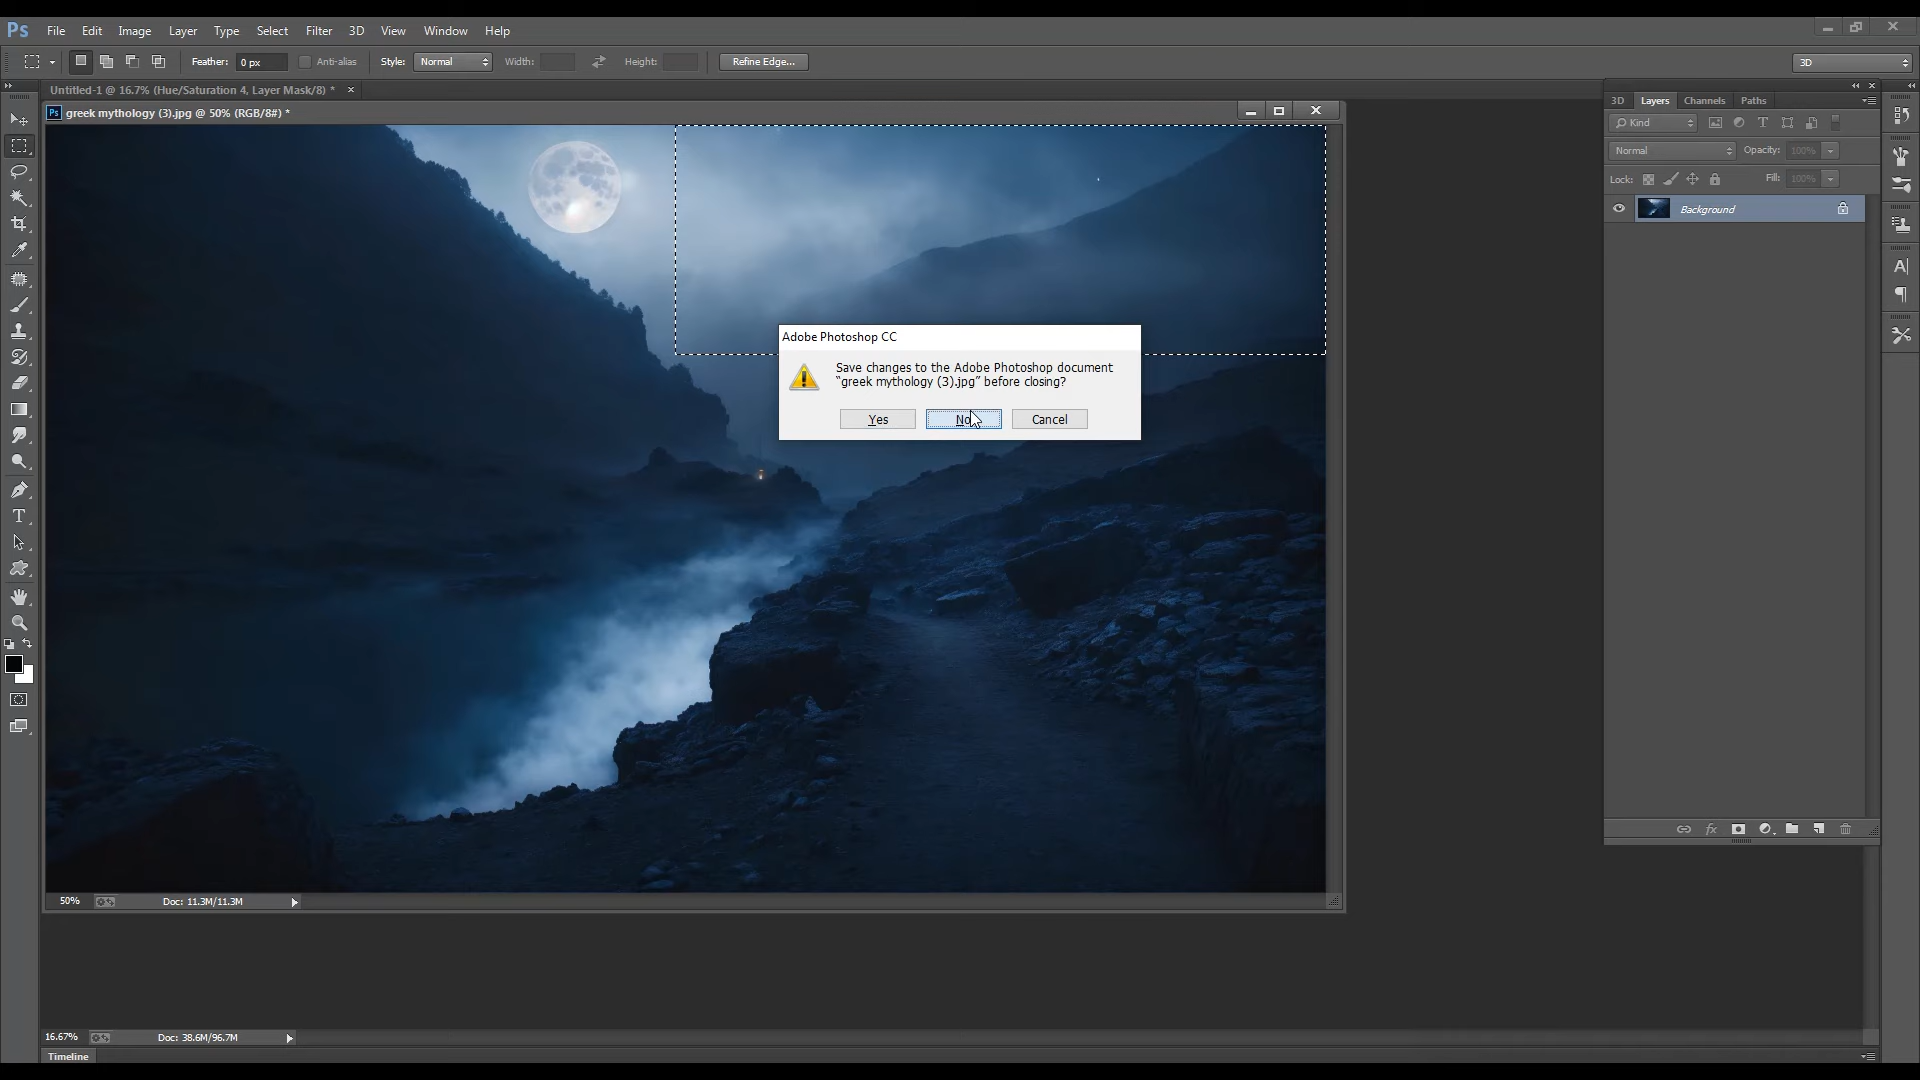 Ps File Edit Image Layer Type Select Filter 3D View Window Help
Feather: 0 px Anti-alias Style: Normal Width: Height: Refine Edge... 3D
Untitled-1 @ 16.7% (Hue/Saturation 4, Layer Mask/8) * ×
Ps greek mythology (3).jpg @ 50% (RGB/8#) *
3D Layers Channels Paths
Kind
Normal Opacity: 100%
Lock: Fill: 100%
Background
Adobe Photoshop CC
Save changes to the Adobe Photoshop document
“greek mythology (3).jpg” before closing?
Yes No Cancel
50% Doc: 11.3M/11.3M
16.67% Doc: 38.6M/96.7M
Timeline